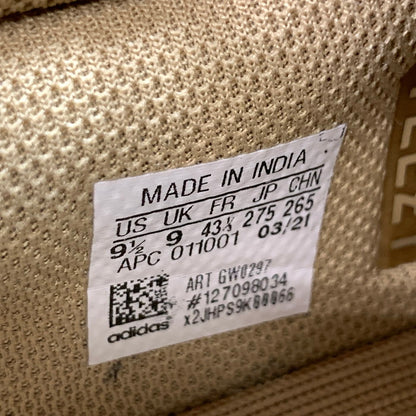 MADE IN INDIA
US UK FR JP CHN
9½ 9 43⅓ 275 265
APC 011001 03/21
ART GW0297
#127098034
x2JHPS9K00066
adidas